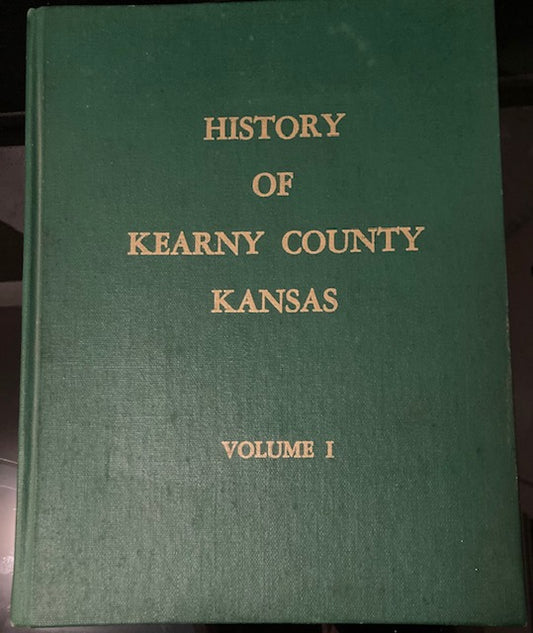 HISTORY
OF
KEARNY COUNTY
KANSAS
VOLUME I